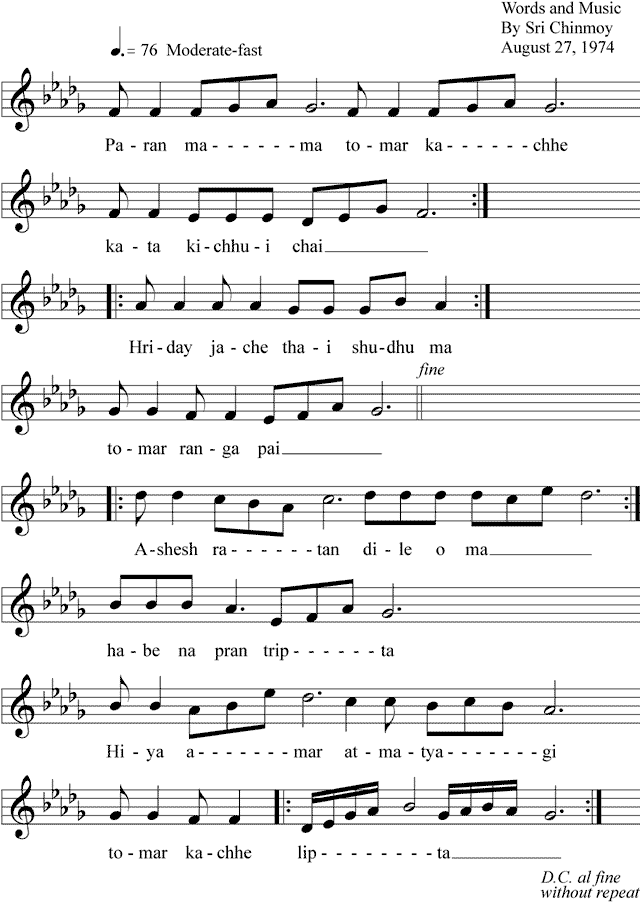 Words and Music
By Sri Chinmoy
= 76 Moderate-fast
August 27, 1974
Pa - ran ma - - - - - - ma to - mar ka - - - - - - chhe
ka - ta ki - chhu - i chai
Hri - day ja - che tha - i shu - dhu ma
fine
to - mar ran - ga pai
A - shesh ra - - - - - - tan di - le o ma
ha - be na pran trip - - - - - - ta
Hi - ya a - - - - - - - mar at - ma - tya - - - - - - - gi
to - mar ka - chhe lip - - - - - - - - ta
D.C. al fine
without repeat